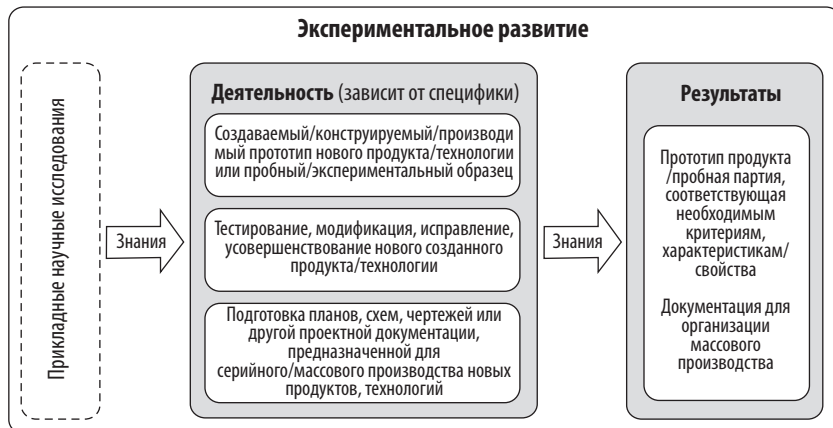 Экспериментальное развитие
Прикладные научные исследования
Знания
Деятельность (зависит от специфики)
Создаваемый/конструируемый/производи
мый прототип нового продукта/технологии
или пробный/экспериментальный образец
Тестирование, модификация, исправление,
усовершенствование нового созданного
продукта/технологии
Подготовка планов, схем, чертежей или
другой проектной документации,
предназначенной для
серийного/массового производства новых
продуктов, технологий
Знания
Результаты
Прототип продукта
/пробная партия,
соответствующая
необходимым
критериям,
характеристикам/
свойства
Документация для
организации
массового
производства